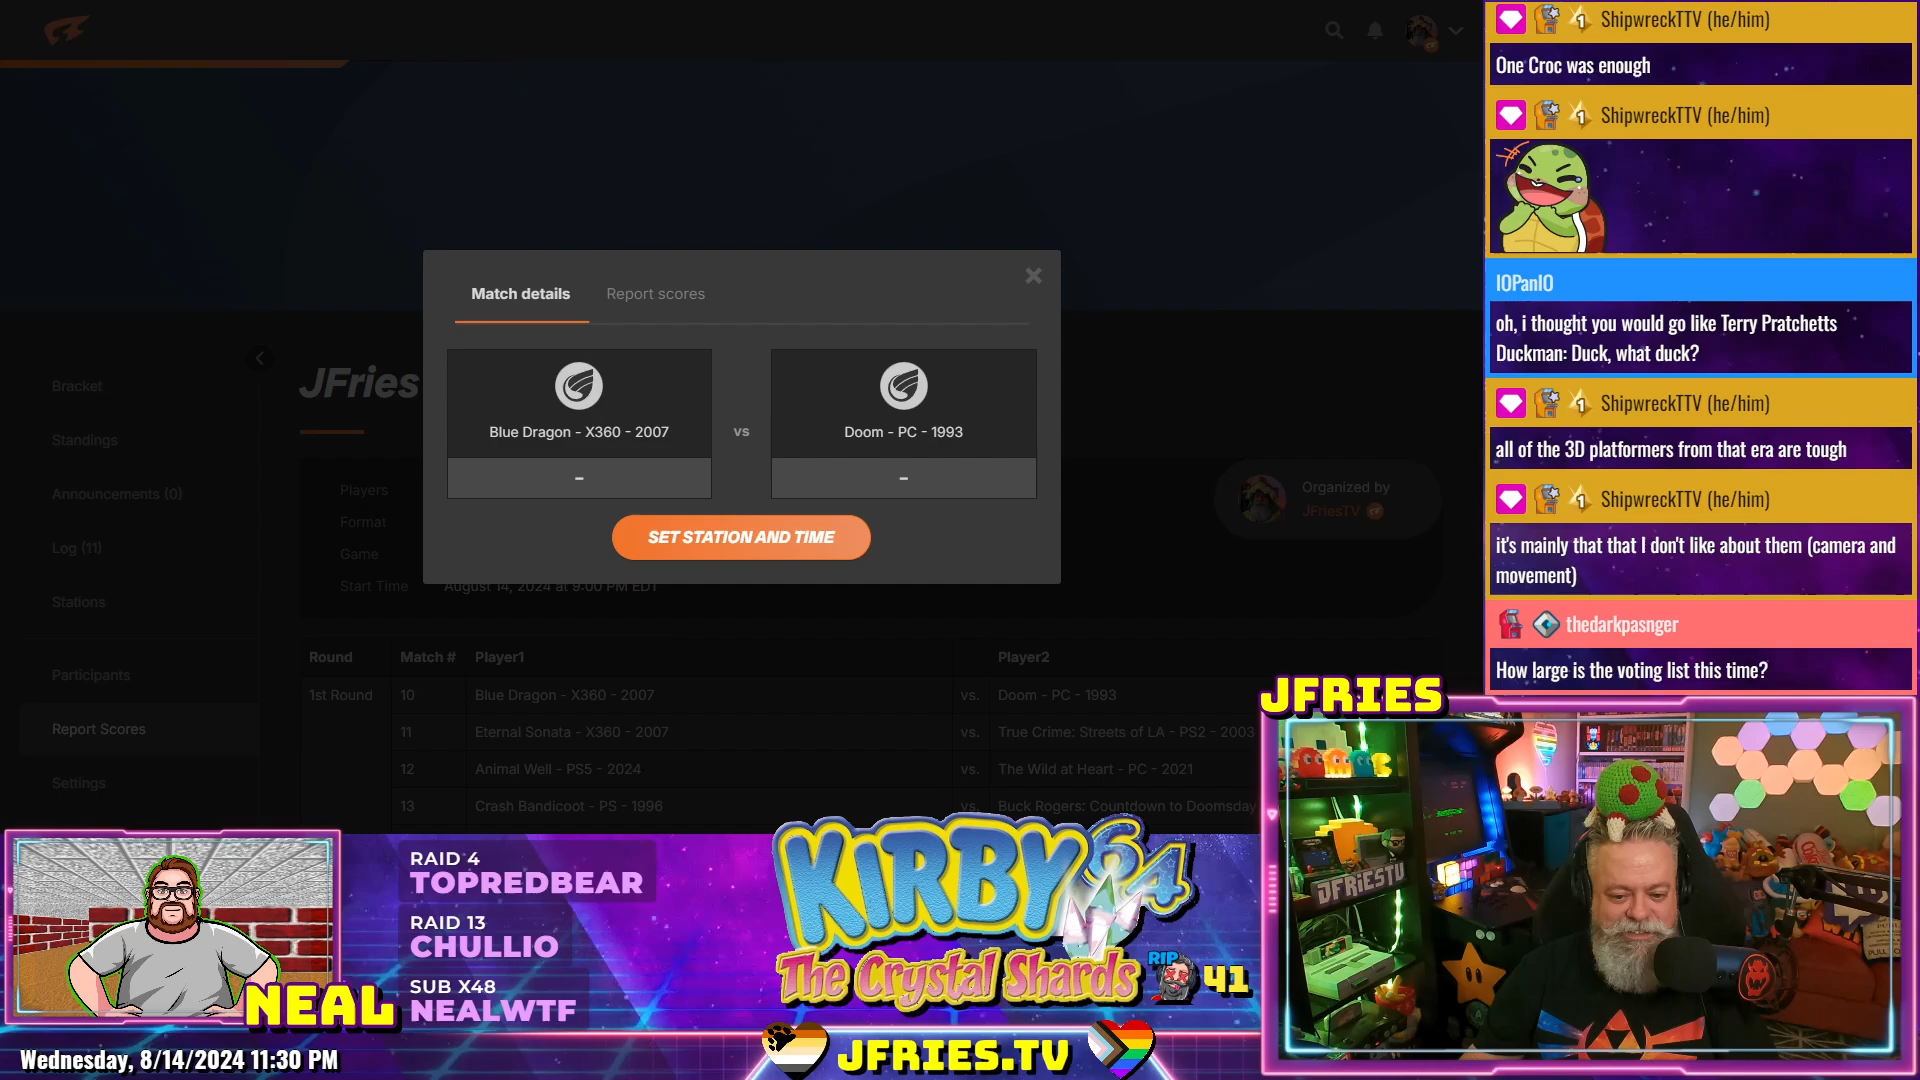 Match details
Report scores
Blue Dragon - X360 - 2007
vs
Doom - PC - 1993
-
-
SET STATION AND TIME
Bracket
Standings
Announcements (0)
Log (11)
Stations
Participants
Report Scores
Settings
JFries
Players
Format
Game
Start Time
August 14, 2024 at 9:00 PM EDT
Organized by
JFriesTV
Round
Match #
Player1
Player2
1st Round
10
Blue Dragon - X360 - 2007
vs.
Doom - PC - 1993
11
Eternal Sonata - X360 - 2007
vs.
True Crime: Streets of LA - PS2 - 2003
12
Animal Well - PS5 - 2024
vs.
The Wild at Heart - PC - 2021
13
Crash Bandicoot - PS - 1996
vs.
Buck Rogers: Countdown to Doomsday
1 ShipwreckTTV (he/him)
One Croc was enough
1 ShipwreckTTV (he/him)
IOPanIO
oh, i thought you would go like Terry Pratchetts
Duckman: Duck, what duck?
1 ShipwreckTTV (he/him)
all of the 3D platformers from that era are tough
1 ShipwreckTTV (he/him)
it's mainly that that I don't like about them (camera and
movement)
thedarkpasnger
How large is the voting list this time?
JFRIES
JFRIESTV
NEAL
RAID 4
TOPREDBEAR
RAID 13
CHULLIO
SUB X48
NEALWTF
KIRBY 64
The Crystal Shards
RIP
41
JFRIES.TV
Wednesday, 8/14/2024 11:30 PM